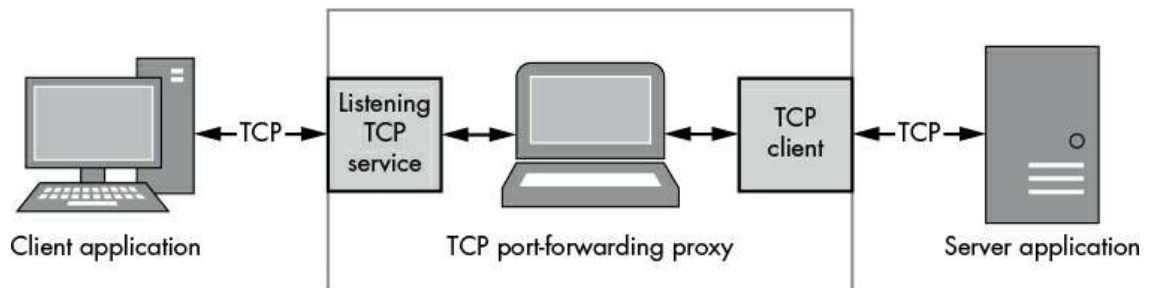 TCP
Listening
TCP
service
TCP
client
TCP
Client application
TCP port-forwarding proxy
Server application